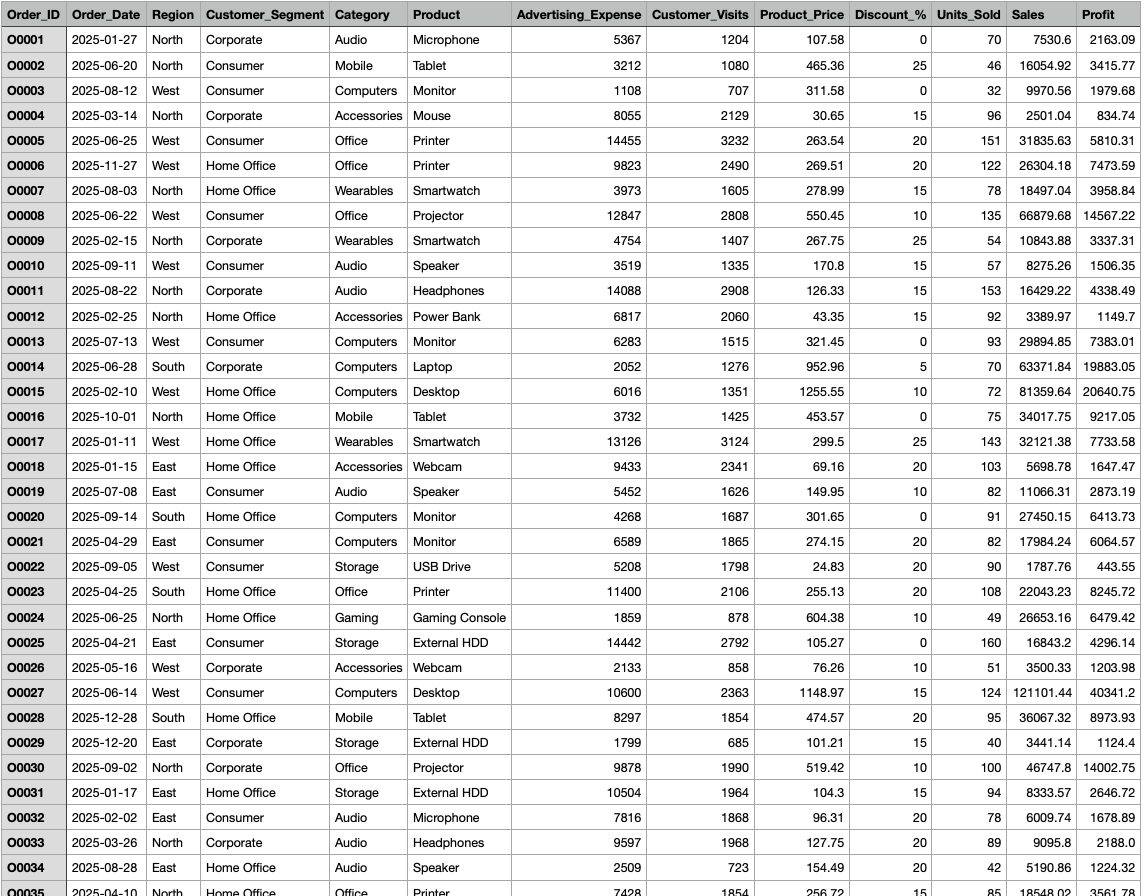 Order_ID Order_Date Region Customer_Segment Category Product Advertising_Expense Customer_Visits Product_Price Discount_% Units_Sold Sales Profit
O0001 2025-01-27 North Corporate Audio Microphone 5367 1204 107.58 0 70 7530.6 2163.09
O0002 2025-06-20 North Consumer Mobile Tablet 3212 1080 465.36 25 46 16054.92 3415.77
O0003 2025-08-12 West Consumer Computers Monitor 1108 707 311.58 0 32 9970.56 1979.68
O0004 2025-03-14 North Corporate Accessories Mouse 8055 2129 30.65 15 96 2501.04 834.74
O0005 2025-06-25 West Consumer Office Printer 14455 3232 263.54 20 151 31835.63 5810.31
O0006 2025-11-27 West Home Office Office Printer 9823 2490 269.51 20 122 26304.18 7473.59
O0007 2025-08-03 North Home Office Wearables Smartwatch 3973 1605 278.99 15 78 18497.04 3958.84
O0008 2025-06-22 West Consumer Office Projector 12847 2808 550.45 10 135 66879.68 14567.22
O0009 2025-02-15 North Corporate Wearables Smartwatch 4754 1407 267.75 25 54 10843.88 3337.31
O0010 2025-09-11 West Consumer Audio Speaker 3519 1335 170.8 15 57 8275.26 1506.35
O0011 2025-08-22 North Corporate Audio Headphones 14088 2908 126.33 15 153 16429.22 4338.49
O0012 2025-02-25 North Home Office Accessories Power Bank 6817 2060 43.35 15 92 3389.97 1149.7
O0013 2025-07-13 West Consumer Computers Monitor 6283 1515 321.45 0 93 29894.85 7383.01
O0014 2025-06-28 South Corporate Computers Laptop 2052 1276 952.96 5 70 63371.84 19883.05
O0015 2025-02-10 West Home Office Computers Desktop 6016 1351 1255.55 10 72 81359.64 20640.75
O0016 2025-10-01 North Home Office Mobile Tablet 3732 1425 453.57 0 75 34017.75 9217.05
O0017 2025-01-11 West Home Office Wearables Smartwatch 13126 3124 299.5 25 143 32121.38 7733.58
O0018 2025-01-15 East Home Office Accessories Webcam 9433 2341 69.16 20 103 5698.78 1647.47
O0019 2025-07-08 East Consumer Audio Speaker 5452 1626 149.95 10 82 11066.31 2873.19
O0020 2025-09-14 South Home Office Computers Monitor 4268 1687 301.65 0 91 27450.15 6413.73
O0021 2025-04-29 East Consumer Computers Monitor 6589 1865 274.15 20 82 17984.24 6064.57
O0022 2025-09-05 West Consumer Storage USB Drive 5208 1798 24.83 20 90 1787.76 443.55
O0023 2025-04-25 South Home Office Office Printer 11400 2106 255.13 20 108 22043.23 8245.72
O0024 2025-06-25 North Home Office Gaming Gaming Console 1859 878 604.38 10 49 26653.16 6479.42
O0025 2025-04-21 East Consumer Storage External HDD 14442 2792 105.27 0 160 16843.2 4296.14
O0026 2025-05-16 West Corporate Accessories Webcam 2133 858 76.26 10 51 3500.33 1203.98
O0027 2025-06-14 West Consumer Computers Desktop 10600 2363 1148.97 15 124 121101.44 40341.2
O0028 2025-12-28 South Home Office Mobile Tablet 8297 1854 474.57 20 95 36067.32 8973.93
O0029 2025-12-20 East Corporate Storage External HDD 1799 685 101.21 15 40 3441.14 1124.4
O0030 2025-09-02 North Corporate Office Projector 9878 1990 519.42 10 100 46747.8 14002.75
O0031 2025-01-17 East Home Office Storage External HDD 10504 1964 104.3 15 94 8333.57 2646.72
O0032 2025-02-02 East Consumer Audio Microphone 7816 1868 96.31 20 78 6009.74 1678.89
O0033 2025-03-26 North Corporate Audio Headphones 9597 1968 127.75 20 89 9095.8 2188.0
O0034 2025-08-28 East Home Office Audio Speaker 2509 723 154.49 20 42 5190.86 1224.32
O0035 2025-04-10 North Home Office Office Printer 7428 1854 256.72 15 85 18548.02 3561.78